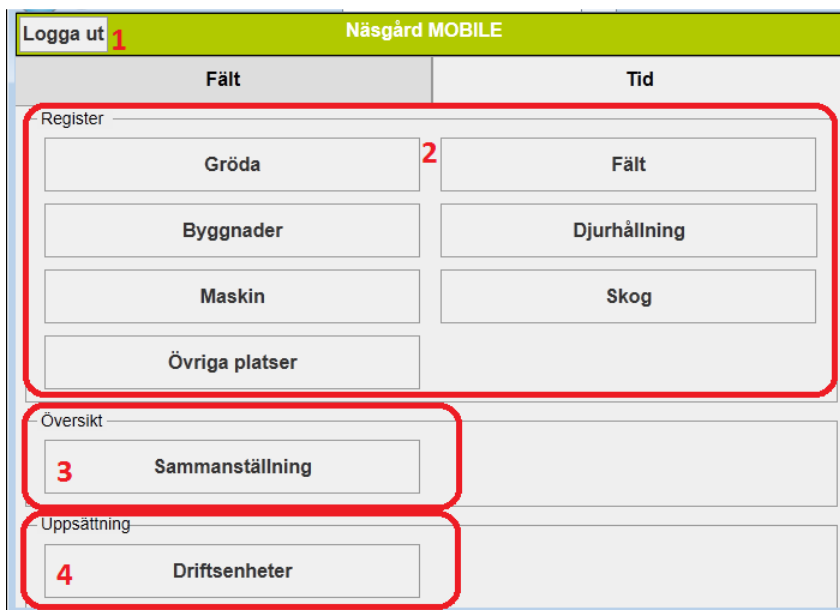 Logga ut 1 Näsgård MOBILE
Fält Tid
Register
Gröda 2 Fält
Byggnader Djurhållning
Maskin Skog
Övriga platser
Översikt
3 Sammanställning
Uppsättning
4 Driftsenheter